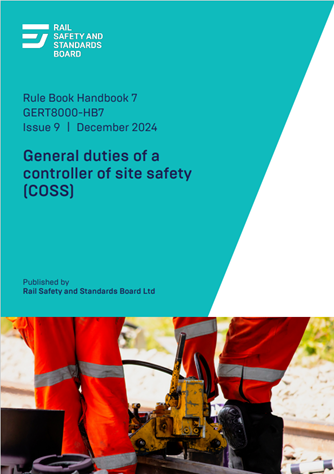 RAIL
SAFETY AND
STANDARDS
BOARD
Rule Book Handbook 7
GERT8000-HB7
Issue 9 | December 2024
General duties of a
controller of site safety
(COSS)
Published by
Rail Safety and Standards Board Ltd